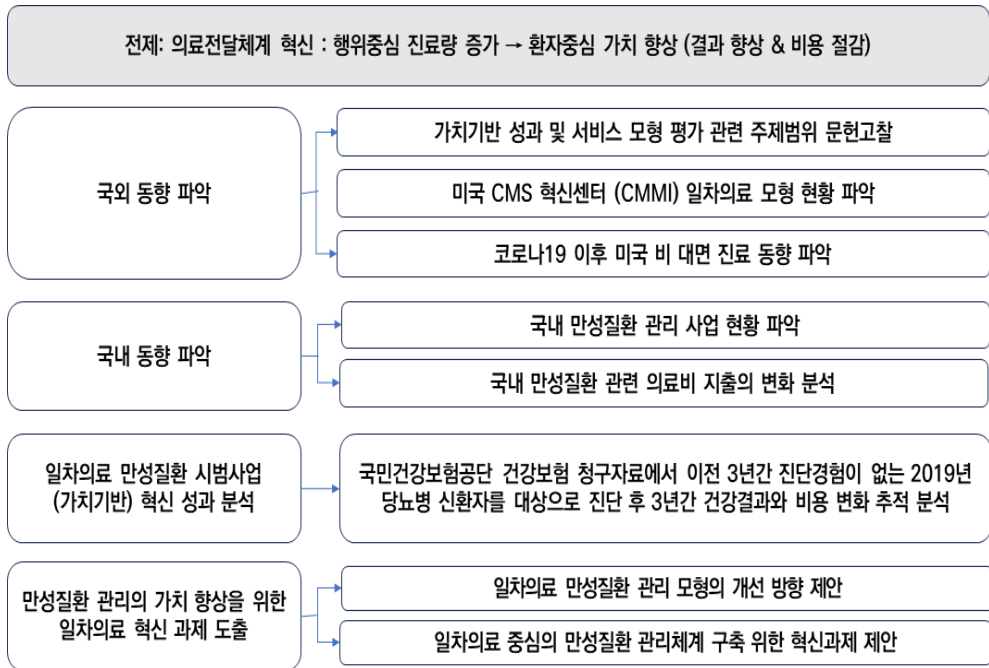 전제: 의료전달체계 혁신 : 행위중심 진료량 증가 → 환자중심 가치 향상 (결과 향상 & 비용 절감)
국외 동향 파악
가치기반 성과 및 서비스 모형 평가 관련 주제범위 문헌고찰
미국 CMS 혁신센터 (CMMI) 일차의료 모형 현황 파악
코로나19 이후 미국 비 대면 진료 동향 파악
국내 동향 파악
국내 만성질환 관리 사업 현황 파악
국내 만성질환 관련 의료비 지출의 변화 분석
일차의료 만성질환 시범사업
(가치기반) 혁신 성과 분석
국민건강보험공단 건강보험 청구자료에서 이전 3년간 진단경험이 없는 2019년
당뇨병 신환자를 대상으로 진단 후 3년간 건강결과와 비용 변화 추적 분석
만성질환 관리의 가치 향상을 위한
일차의료 혁신 과제 도출
일차의료 만성질환 관리 모형의 개선 방향 제안
일차의료 중심의 만성질환 관리체계 구축 위한 혁신과제 제안